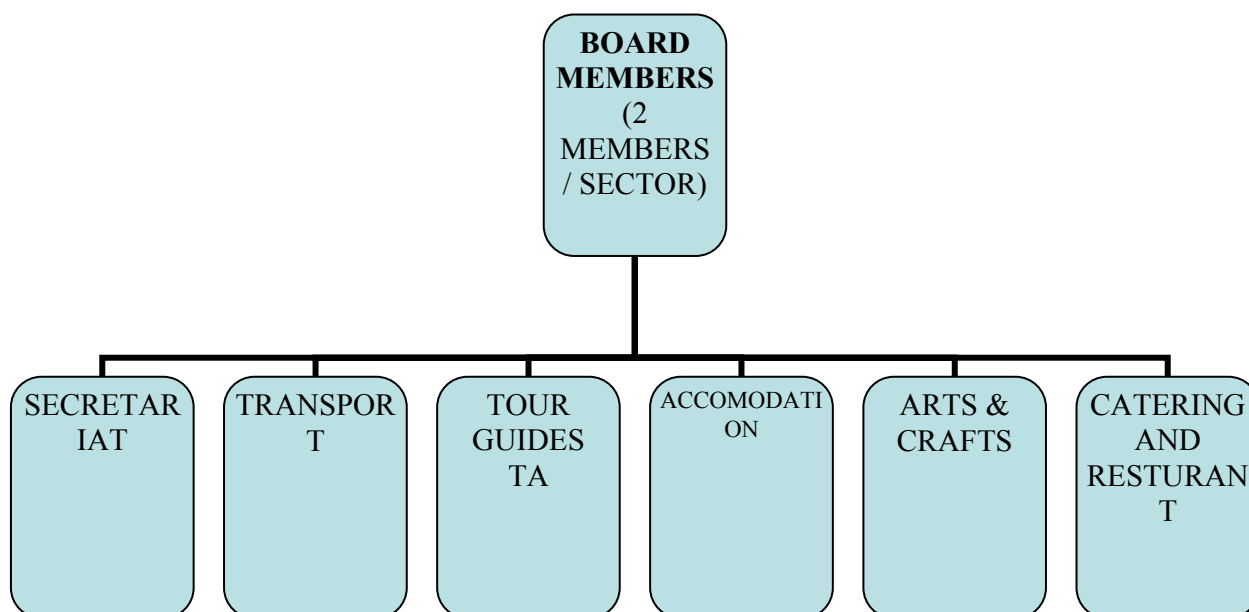 BOARD
MEMBERS
(2
MEMBERS
/ SECTOR)
SECRETAR
IAT
TRANSPOR
T
TOUR
GUIDES
TA
ACCOMODATI
ON
ARTS &
CRAFTS
CATERING
AND
RESTURAN
T